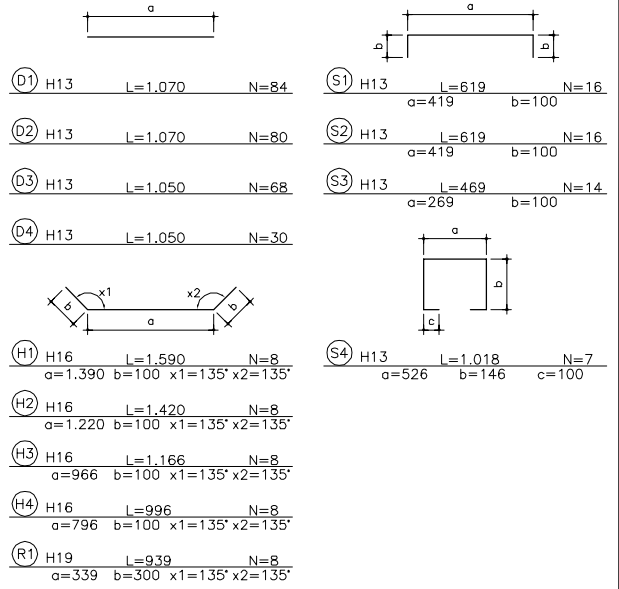 a
D1 H13 L=1.070 N=84
D2 H13 L=1.070 N=80
D3 H13 L=1.050 N=68
D4 H13 L=1.050 N=30
b x1 x2 b
a
H1 H16 L=1.590 N=8
a=1.390 b=100 x1=135° x2=135°
H2 H16 L=1.420 N=8
a=1.220 b=100 x1=135° x2=135°
H3 H16 L=1.166 N=8
a=966 b=100 x1=135° x2=135°
H4 H16 L=996 N=8
a=796 b=100 x1=135° x2=135°
R1 H19 L=939 N=8
a=339 b=300 x1=135° x2=135°
a
b b
S1 H13 L=619 N=16
a=419 b=100
S2 H13 L=619 N=16
a=419 b=100
S3 H13 L=469 N=14
a=269 b=100
a
b
c
S4 H13 L=1.018 N=7
a=526 b=146 c=100